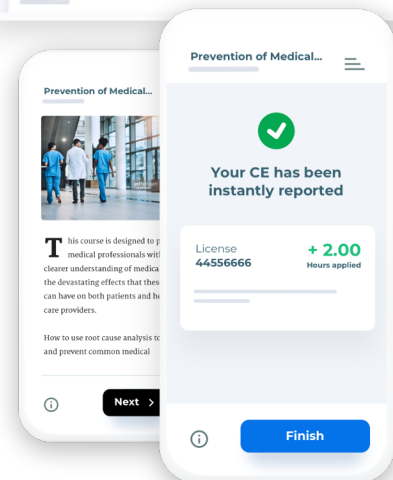 Prevention of Medical...
This course is designed to p
medical professionals with
clearer understanding of medica
the devastating effects that thes
can have on both patients and he
care providers.
How to use root cause analysis to
and prevent common medical
Next >
Prevention of Medical...
Your CE has been
instantly reported
License
44556666
+ 2.00
Hours applied
Finish